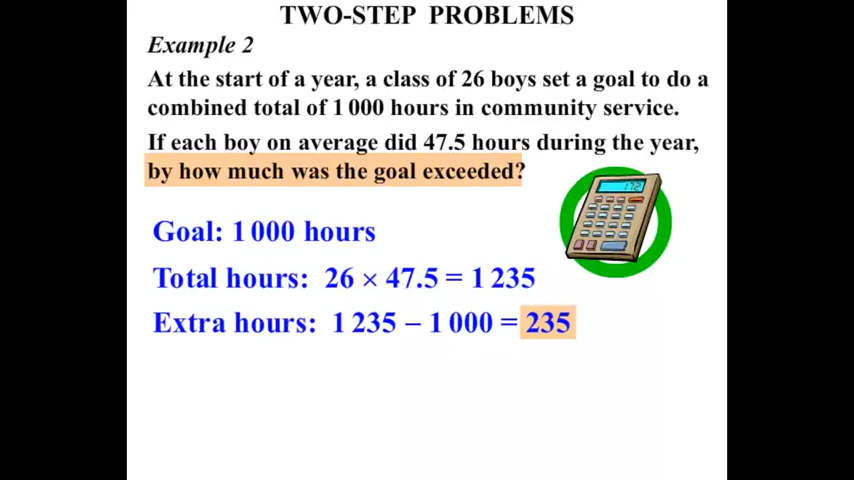 TWO-STEP PROBLEMS
Example 2
At the start of a year, a class of 26 boys set a goal to do a
combined total of 1 000 hours in community service.
If each boy on average did 47.5 hours during the year,
by how much was the goal exceeded?
Goal: 1 000 hours
Total hours: 26 × 47.5 = 1 235
Extra hours: 1 235 – 1 000 = 235